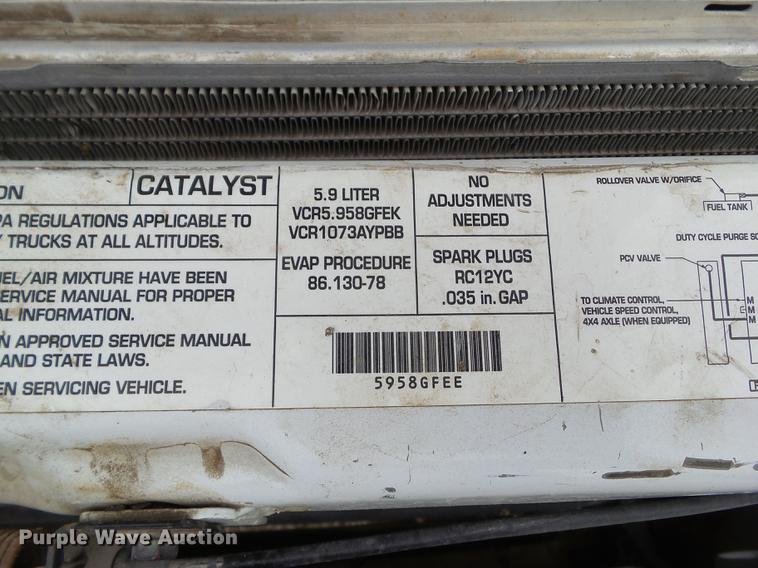 ON
CATALYST
PA REGULATIONS APPLICABLE TO
TRUCKS AT ALL ALTITUDES.
UEL/AIR MIXTURE HAVE BEEN
SERVICE MANUAL FOR PROPER
AL INFORMATION.
N APPROVED SERVICE MANUAL
AND STATE LAWS.
EN SERVICING VEHICLE.
5.9 LITER
VCR5.958GFEK
VCR1073AYPBB
EVAP PROCEDURE
86.130-78
NO
ADJUSTMENTS
NEEDED
SPARK PLUGS
RC12YC
.035 in. GAP
5958GFEE
ROLLOVER VALVE W/ORIFICE
FUEL TANK
DUTY CYCLE PURGE SO
PCV VALVE
TO CLIMATE CONTROL,
VEHICLE SPEED CONTROL,
4X4 AXLE (WHEN EQUIPPED)
M
M
M
Purple Wave Auction